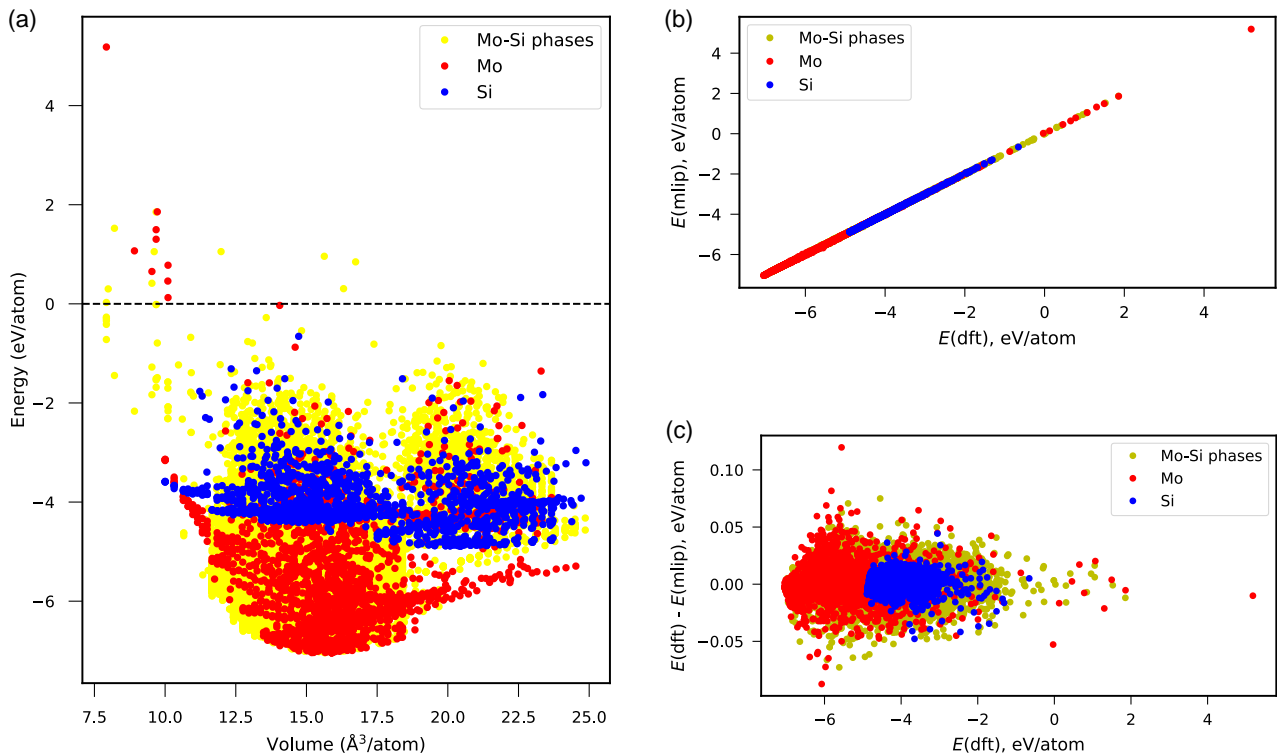 (a)
Mo-Si phases
Mo
Si
4
2
0
−2
−4
−6
Energy (eV/atom)
7.5 10.0 12.5 15.0 17.5 20.0 22.5 25.0
Volume (Å³/atom)
(b)
Mo-Si phases
Mo
Si
4
2
0
−2
−4
−6
E(mlip), eV/atom
−6 −4 −2 0 2 4
E(dft), eV/atom
(c)
Mo-Si phases
Mo
Si
0.10
0.05
0.00
−0.05
E(dft) - E(mlip), eV/atom
−6 −4 −2 0 2 4
E(dft), eV/atom